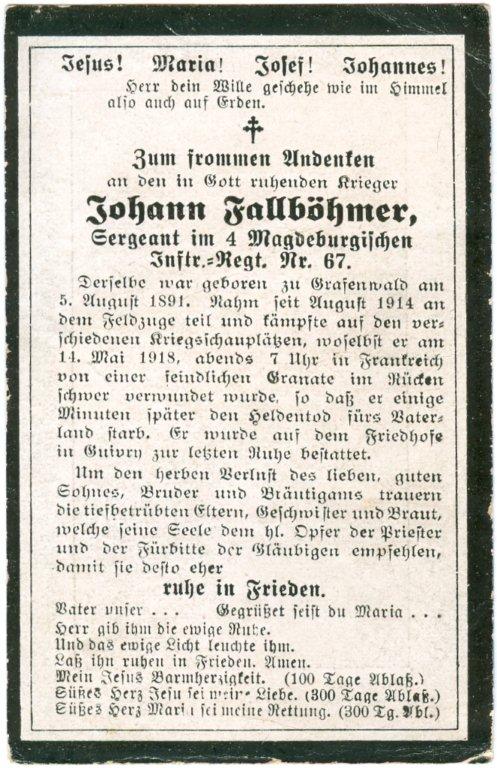 Jesus! Maria! Josef! Johannes!
Herr dein Wille geschehe wie im Himmel
also auch auf Erden.
Zum frommen Andenken
an den in Gott ruhenden Krieger
Johann Fallböhmer,
Sergeant im 4 Magdeburgischen
Inftr.=Regt. Nr. 67.
Derselbe war geboren zu Grafenwald am
5. August 1891. Nahm seit August 1914 an
dem Feldzuge teil und kämpfte auf den ver=
schiedenen Kriegsschauplätzen, woselbst er am
14. Mai 1918, abends 7 Uhr in Frankreich
von einer feindlichen Granate im Rücken
schwer verwundet wurde, so daß er einige
Minuten später den Heldentod fürs Vater=
land starb. Er wurde auf dem Friedhofe
in Guivry zur letzten Ruhe bestattet.
Um den herben Verlust des lieben, guten
Sohnes, Bruder und Bräutigams trauern
die tiefbetrübten Eltern, Geschwister und Braut,
welche seine Seele dem hl. Opfer der Priester
und der Fürbitte der Gläubigen empfehlen,
damit sie desto eher
ruhe in Frieden.
Vater unser . . . Gegrüßet seist du Maria . . .
Herr gib ihm die ewige Ruhe.
Und das ewige Licht leuchte ihm.
Laß ihn ruhen in Frieden. Amen.
Mein Jesus Barmherzigkeit. (100 Tage Ablaß.)
Süßes Herz Jesu sei meine Liebe. (300 Tage Ablaß.)
Süßes Herz Mariä sei meine Rettung. (300 Tg. Abl.)